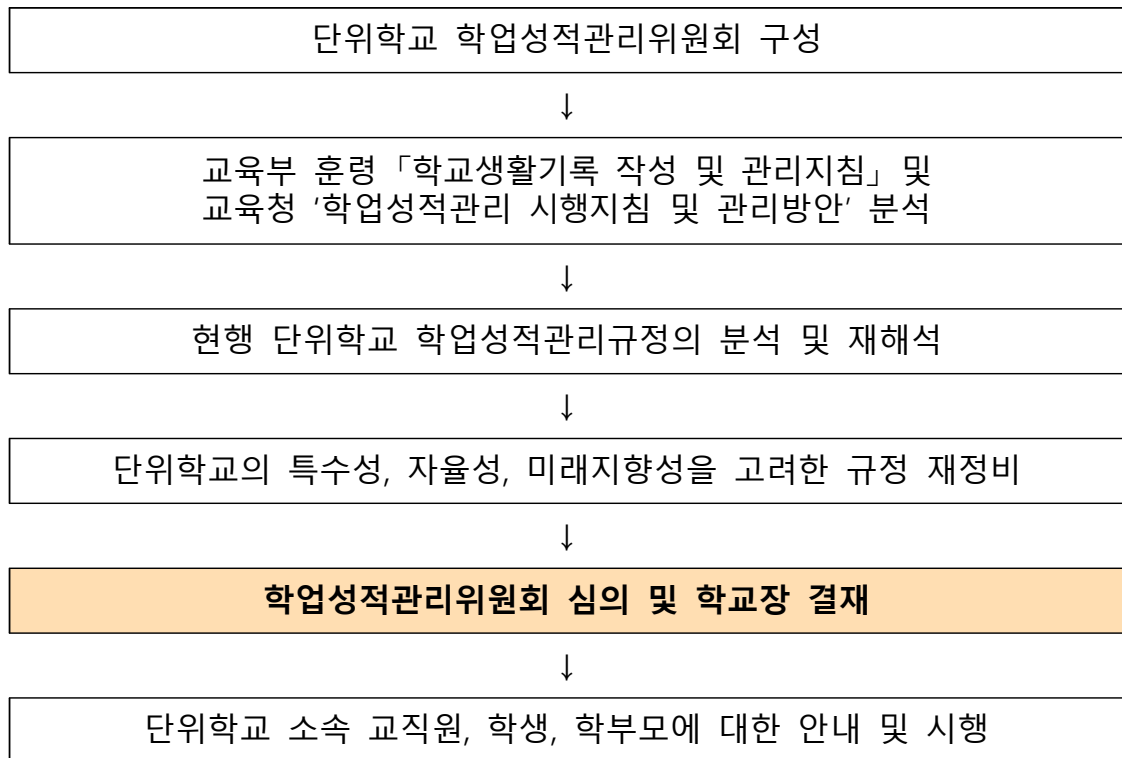 단위학교 학업성적관리위원회 구성
↓
교육부 훈령「학교생활기록 작성 및 관리지침」및
교육청 '학업성적관리 시행지침 및 관리방안' 분석
↓
현행 단위학교 학업성적관리규정의 분석 및 재해석
↓
단위학교의 특수성, 자율성, 미래지향성을 고려한 규정 재정비
↓
학업성적관리위원회 심의 및 학교장 결재
↓
단위학교 소속 교직원, 학생, 학부모에 대한 안내 및 시행